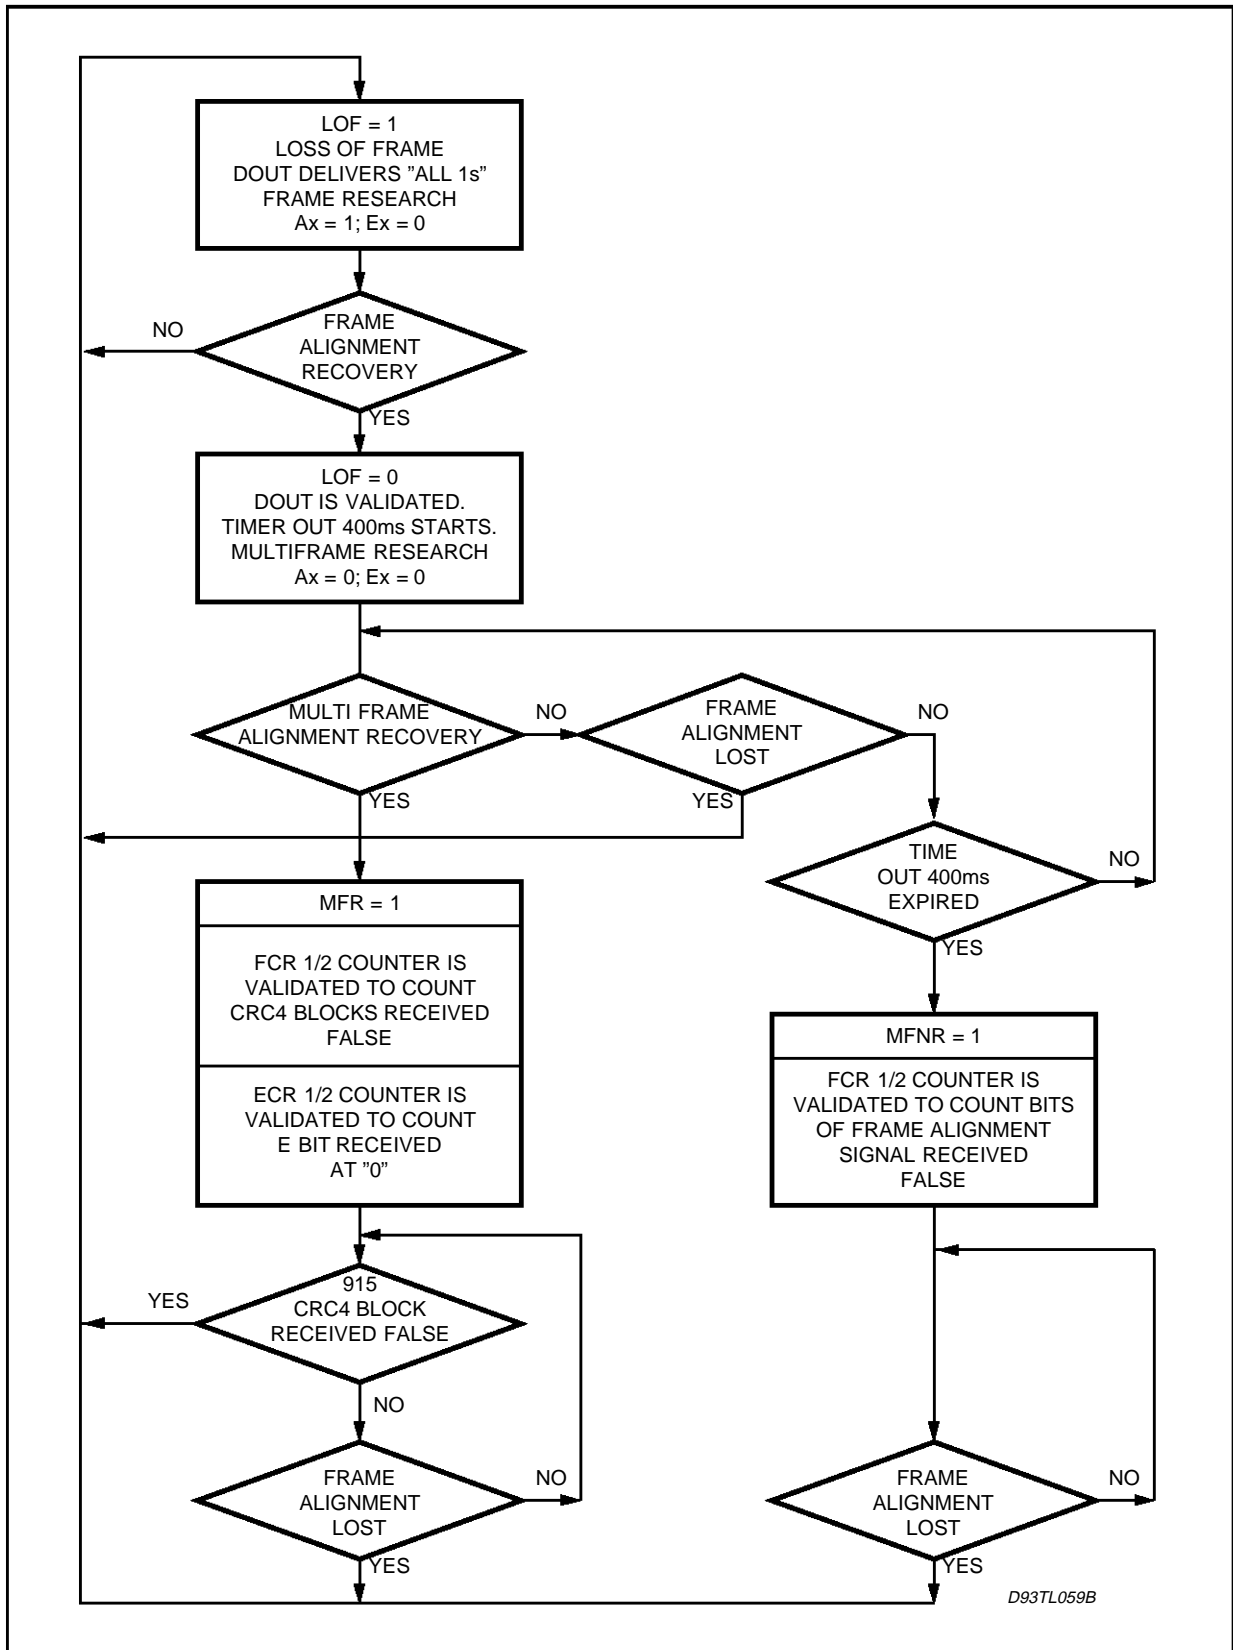 LOF = 1
LOSS OF FRAME
DOUT DELIVERS ”ALL 1s”
FRAME RESEARCH
Ax = 1; Ex = 0
NO
FRAME
ALIGNMENT
RECOVERY
YES
LOF = 0
DOUT IS VALIDATED.
TIMER OUT 400ms STARTS.
MULTIFRAME RESEARCH
Ax = 0; Ex = 0
MULTI FRAME
ALIGNMENT RECOVERY
NO
YES
FRAME
ALIGNMENT
LOST
NO
YES
TIME
OUT 400ms
EXPIRED
NO
YES
MFR = 1
FCR 1/2 COUNTER IS
VALIDATED TO COUNT
CRC4 BLOCKS RECEIVED
FALSE
ECR 1/2 COUNTER IS
VALIDATED TO COUNT
E BIT RECEIVED
AT ”0”
MFNR = 1
FCR 1/2 COUNTER IS
VALIDATED TO COUNT BITS
OF FRAME ALIGNMENT
SIGNAL RECEIVED
FALSE
YES
915
CRC4 BLOCK
RECEIVED FALSE
NO
FRAME
ALIGNMENT
LOST
NO
YES
FRAME
ALIGNMENT
LOST
NO
YES
D93TL059B